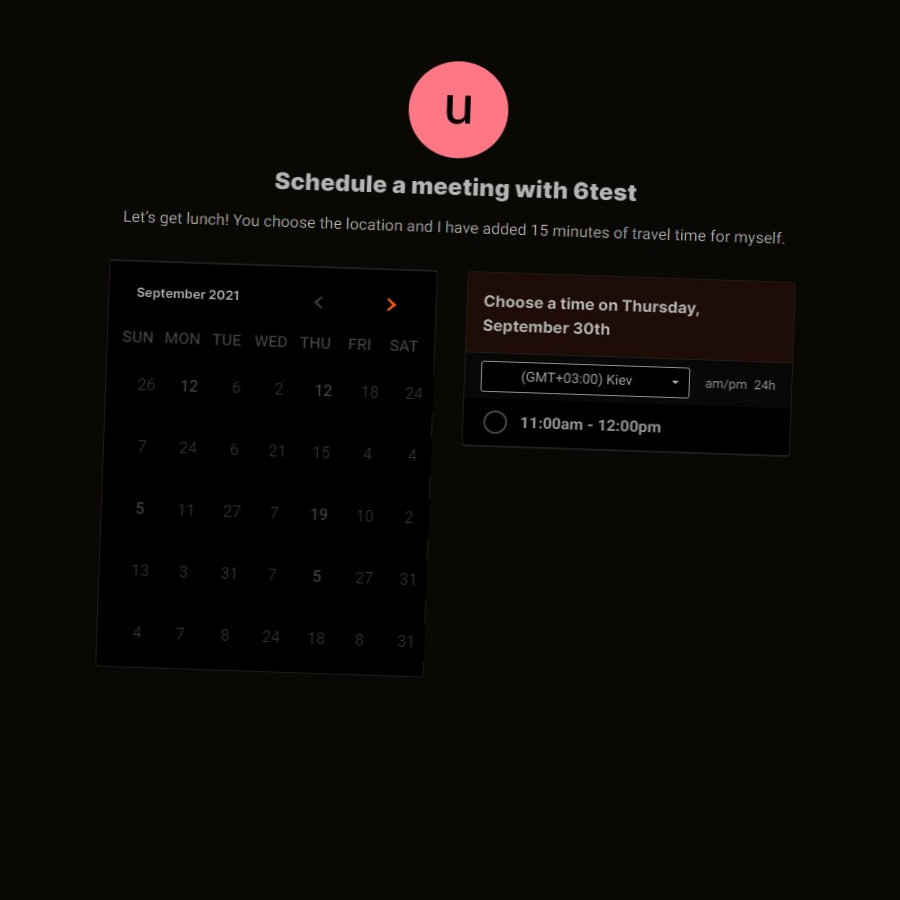 u
Schedule a meeting with 6test
Let's get lunch! You choose the location and I have added 15 minutes of travel time for myself.
September 2021
SUN MON TUE WED THU FRI SAT
26 12 6 2 12 18 24
7 24 6 21 15 4 4
5 11 27 7 19 10 2
13 3 31 7 5 27 31
4 7 8 24 18 8 31
Choose a time on Thursday,
September 30th
(GMT+03:00) Kiev
am/pm 24h
11:00am - 12:00pm